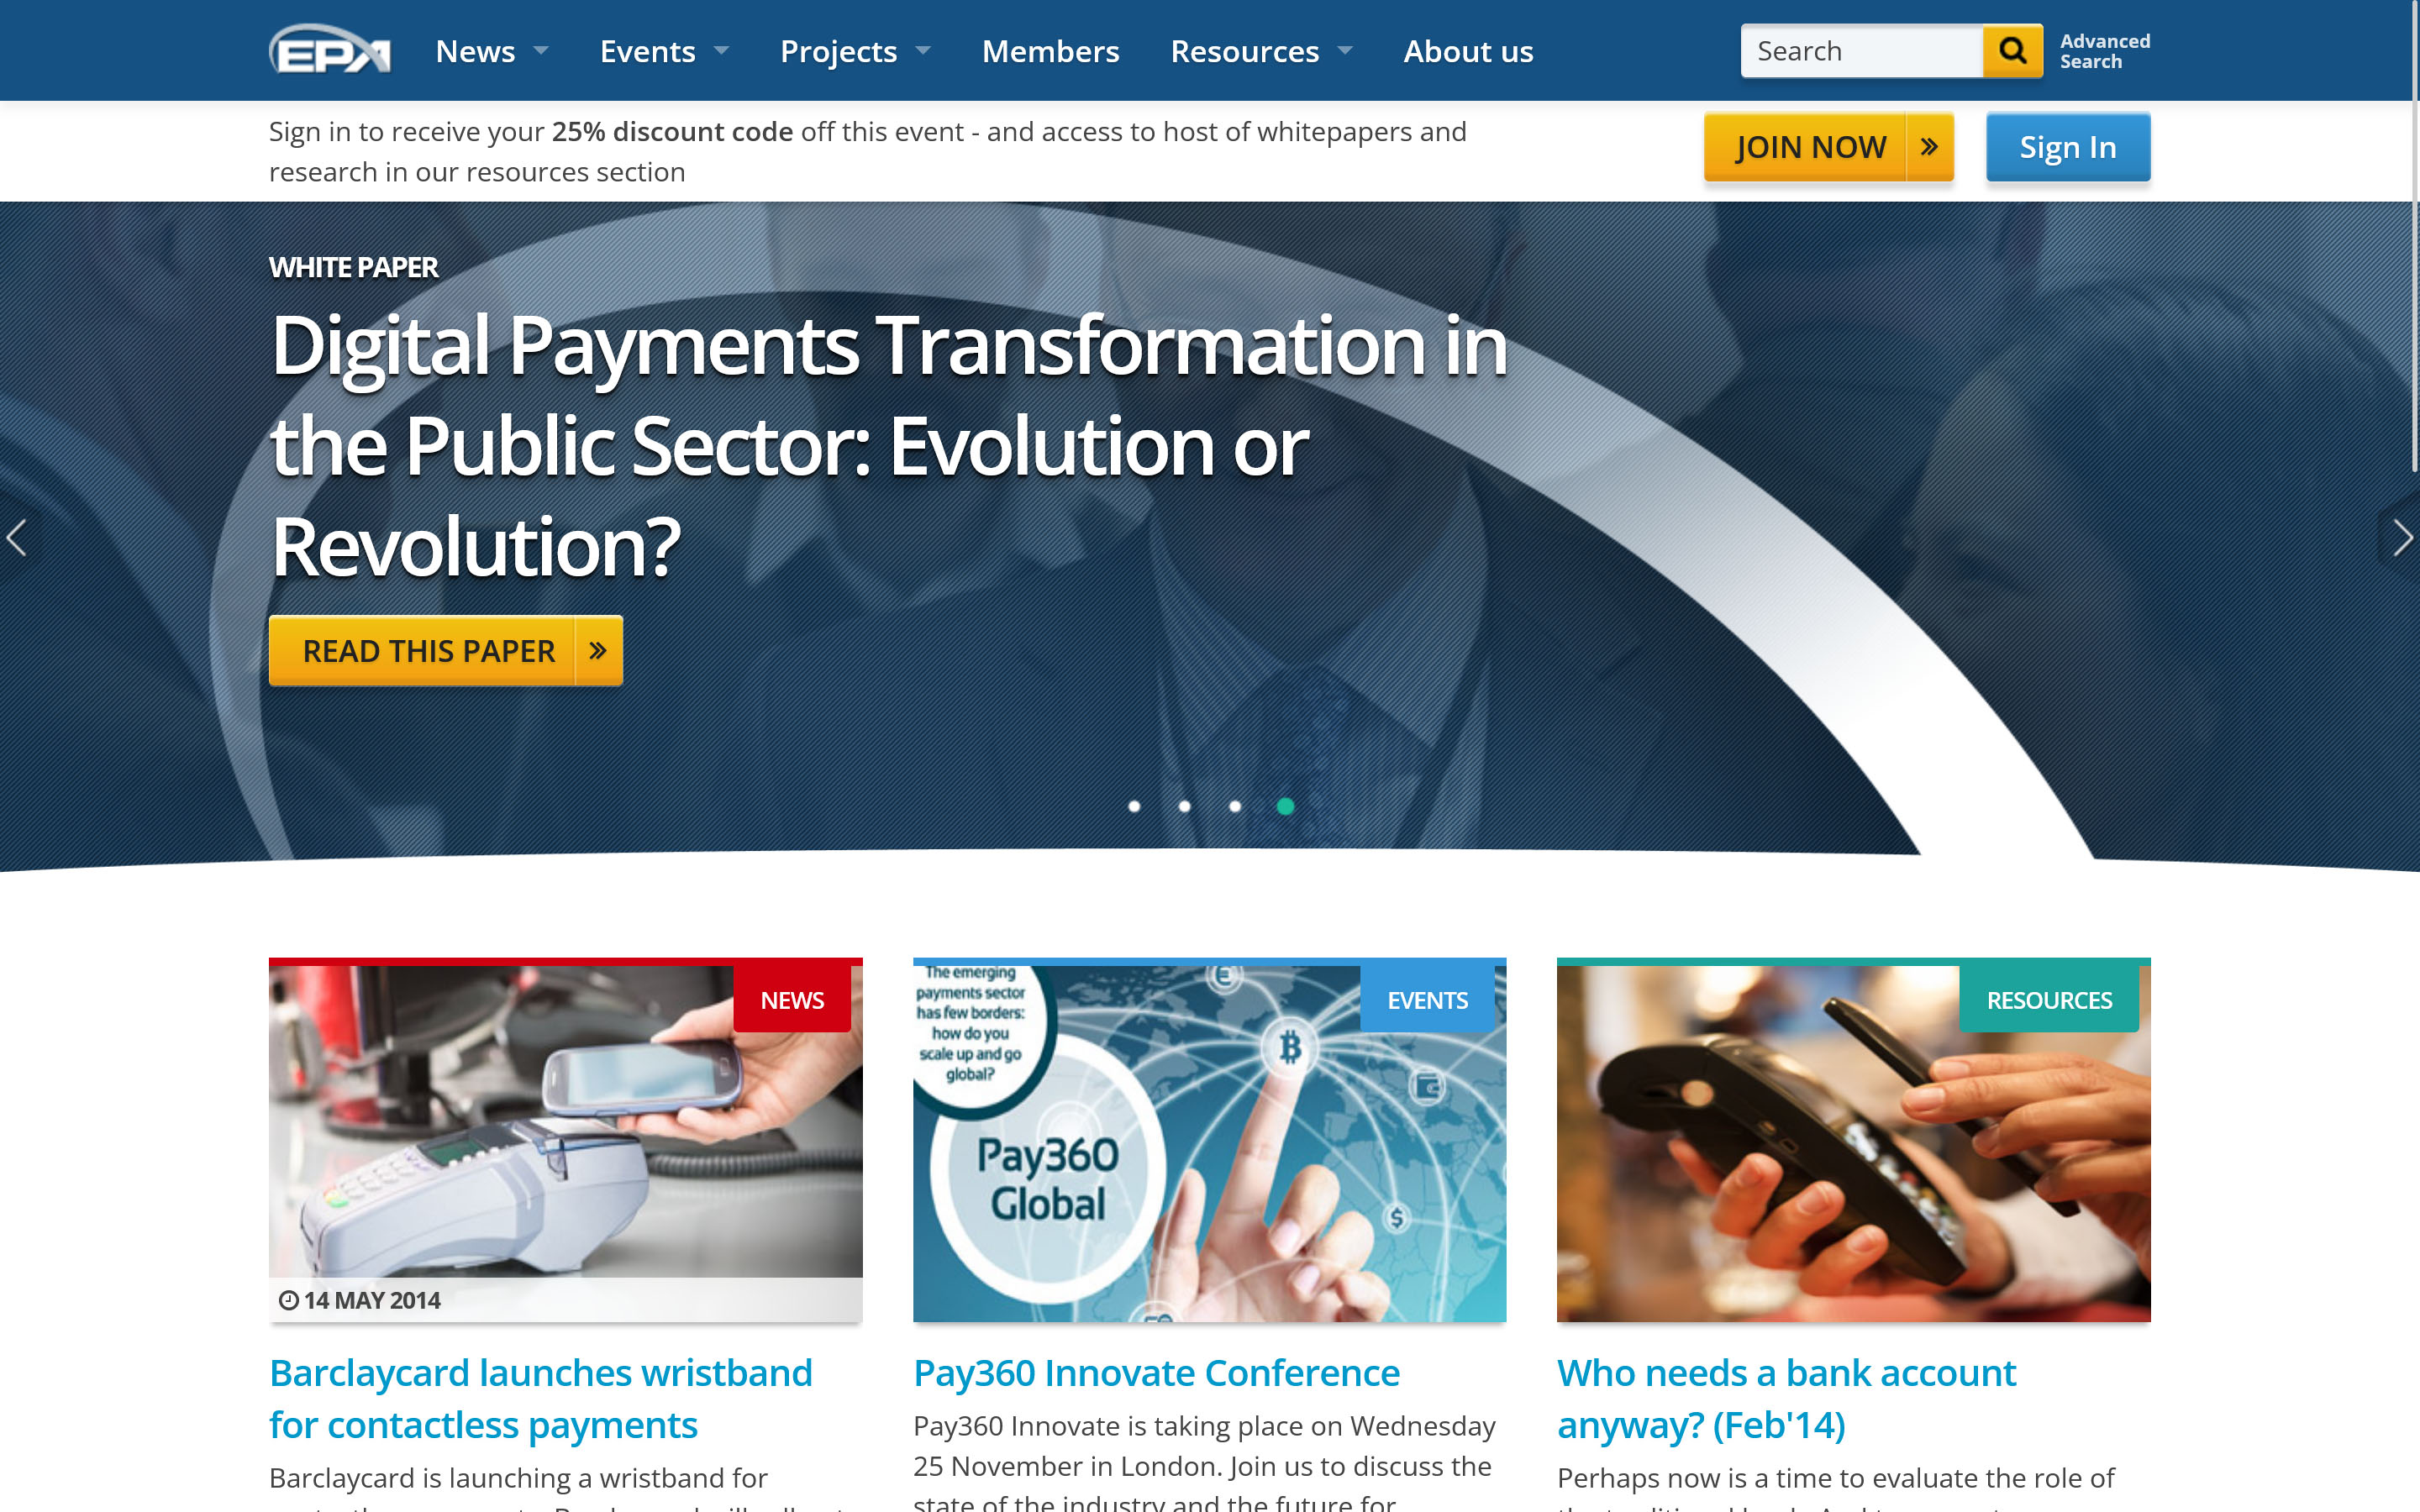 EPA
News
Events
Projects
Members
Resources
About us
Search
Advanced
Search
Sign in to receive your 25% discount code off this event - and access to host of whitepapers and
research in our resources section
JOIN NOW »
Sign In
WHITE PAPER
Digital Payments Transformation in
the Public Sector: Evolution or
Revolution?
READ THIS PAPER »
NEWS
14 MAY 2014
Barclaycard launches wristband
for contactless payments
Barclaycard is launching a wristband for
The emerging
payments sector
has few borders:
how do you
scale up and go
global?
Pay360
Global
EVENTS
Pay360 Innovate Conference
Pay360 Innovate is taking place on Wednesday
25 November in London. Join us to discuss the
state of the industry and the future for
RESOURCES
Who needs a bank account
anyway? (Feb'14)
Perhaps now is a time to evaluate the role of